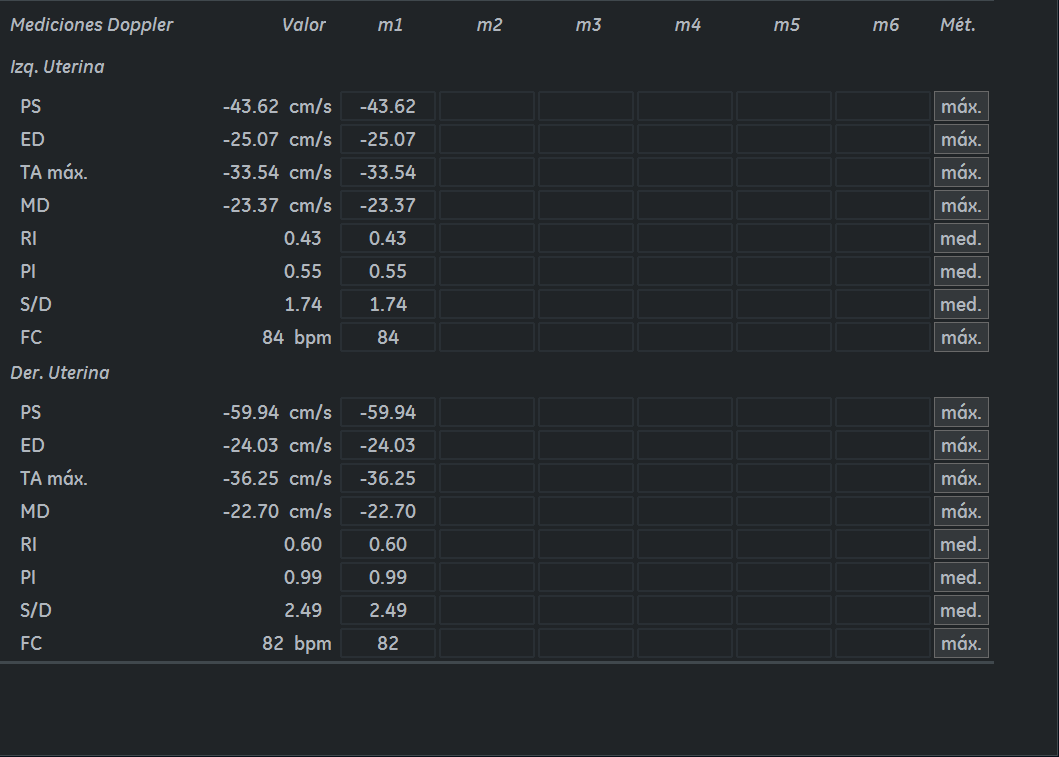 Mediciones Doppler Valor m1 m2 m3 m4 m5 m6 Mét.
Izq. Uterina
PS -43.62 cm/s -43.62 máx.
ED -25.07 cm/s -25.07 máx.
TA máx. -33.54 cm/s -33.54 máx.
MD -23.37 cm/s -23.37 máx.
RI 0.43 0.43 med.
PI 0.55 0.55 med.
S/D 1.74 1.74 med.
FC 84 bpm 84 máx.
Der. Uterina
PS -59.94 cm/s -59.94 máx.
ED -24.03 cm/s -24.03 máx.
TA máx. -36.25 cm/s -36.25 máx.
MD -22.70 cm/s -22.70 máx.
RI 0.60 0.60 med.
PI 0.99 0.99 med.
S/D 2.49 2.49 med.
FC 82 bpm 82 máx.